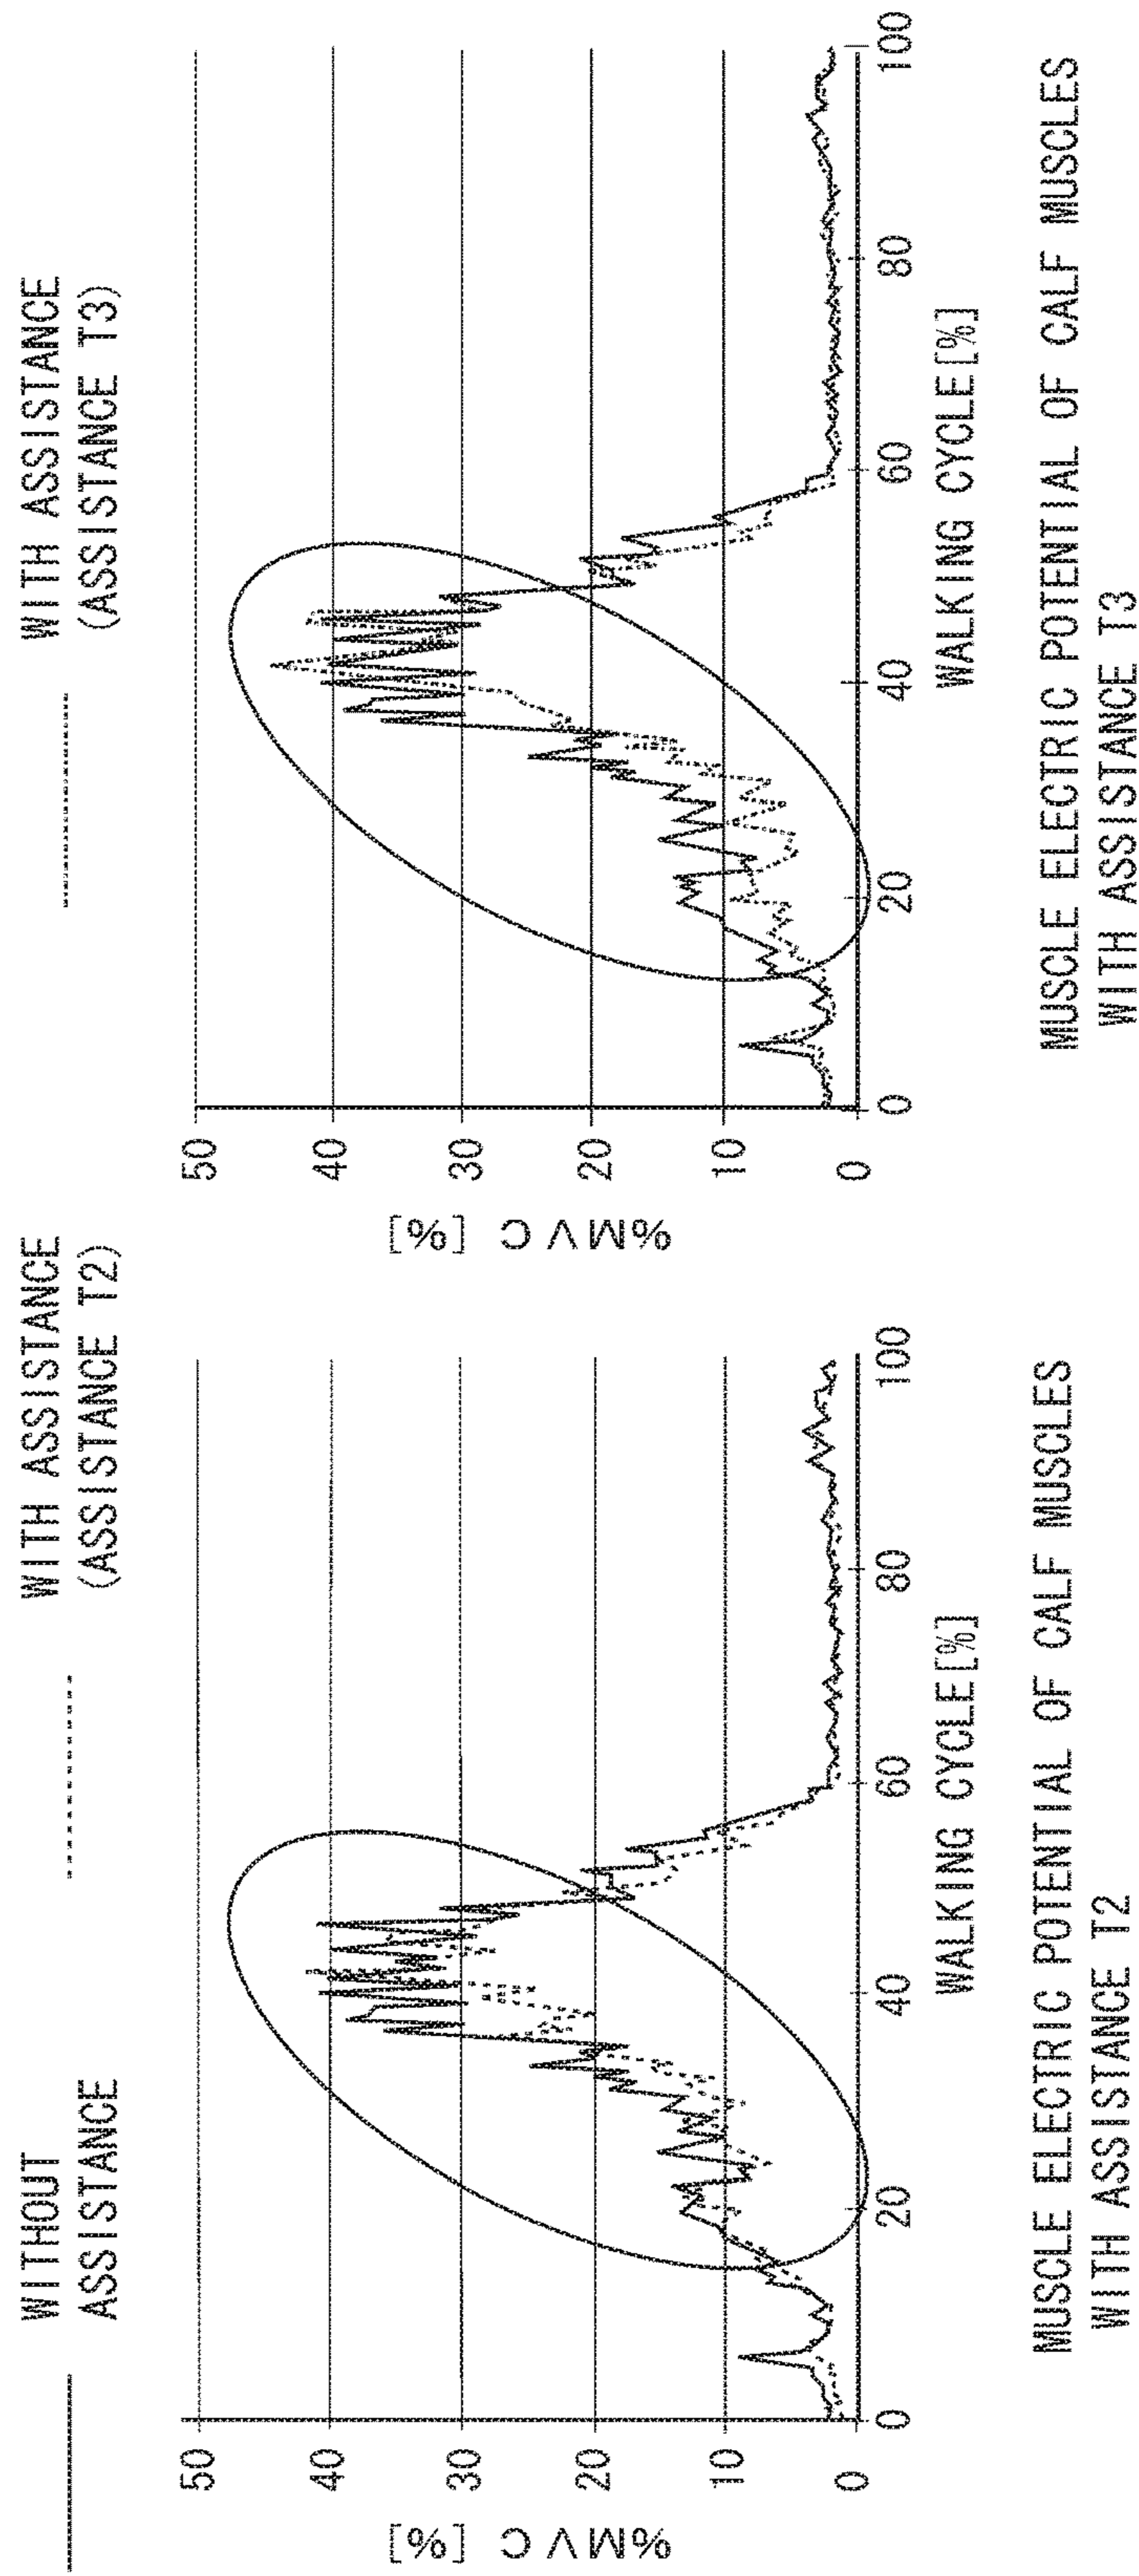 WITHOUT
ASSISTANCE
WITH ASSISTANCE
(ASSISTANCE T2)
WITH ASSISTANCE
(ASSISTANCE T3)
%MVC [%]
50
40
30
20
10
0
0
20
40
60
80
100
WALKING CYCLE[%]
MUSCLE ELECTRIC POTENTIAL OF CALF MUSCLES
WITH ASSISTANCE T2
%MVC [%]
50
40
30
20
10
0
0
20
40
60
80
100
WALKING CYCLE[%]
MUSCLE ELECTRIC POTENTIAL OF CALF MUSCLES
WITH ASSISTANCE T3